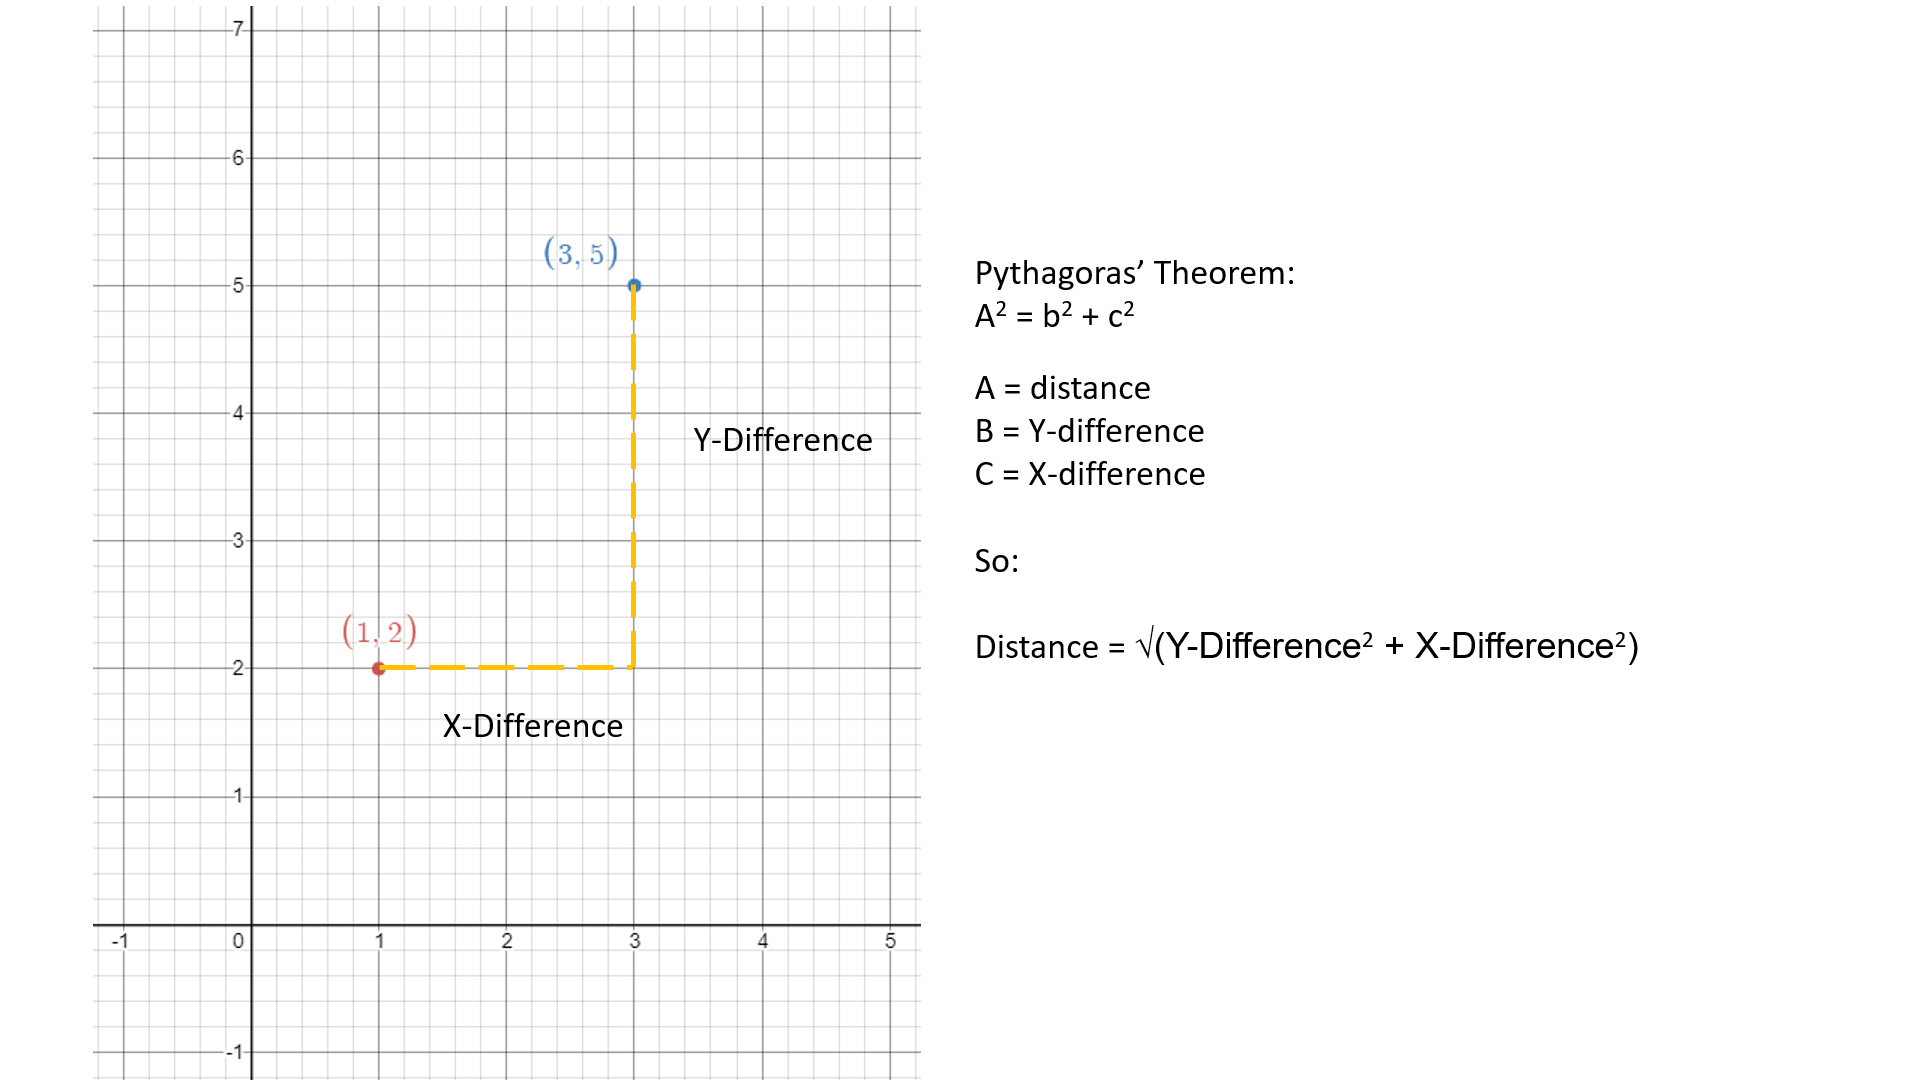 7
6
(3, 5)
5
4
Y-Difference
3
(1, 2)
2
X-Difference
1
-1 0 1 2 3 4 5
-1
Pythagoras’ Theorem:
A² = b² + c²
A = distance
B = Y-difference
C = X-difference
So:
Distance = √(Y-Difference² + X-Difference²)